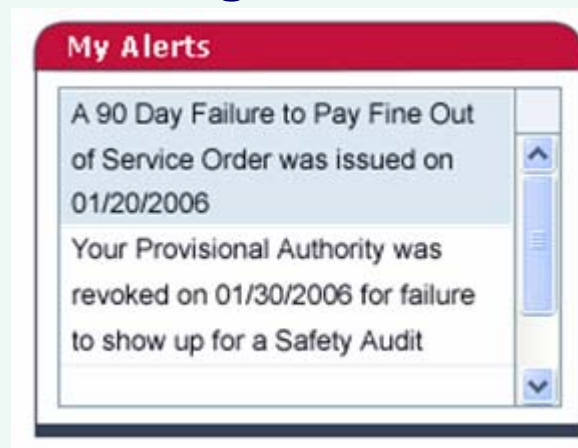 My Alerts
A 90 Day Failure to Pay Fine Out
of Service Order was issued on
01/20/2006
Your Provisional Authority was
revoked on 01/30/2006 for failure
to show up for a Safety Audit